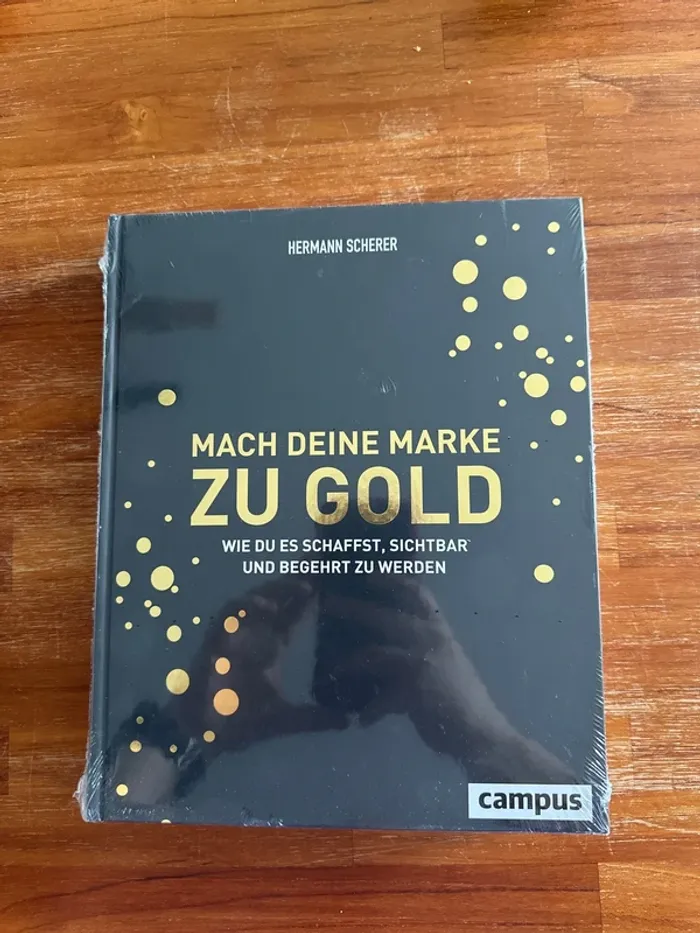 HERMANN SCHERER
MACH DEINE MARKE
ZU GOLD
WIE DU ES SCHAFFST, SICHTBAR
UND BEGEHRT ZU WERDEN
campus